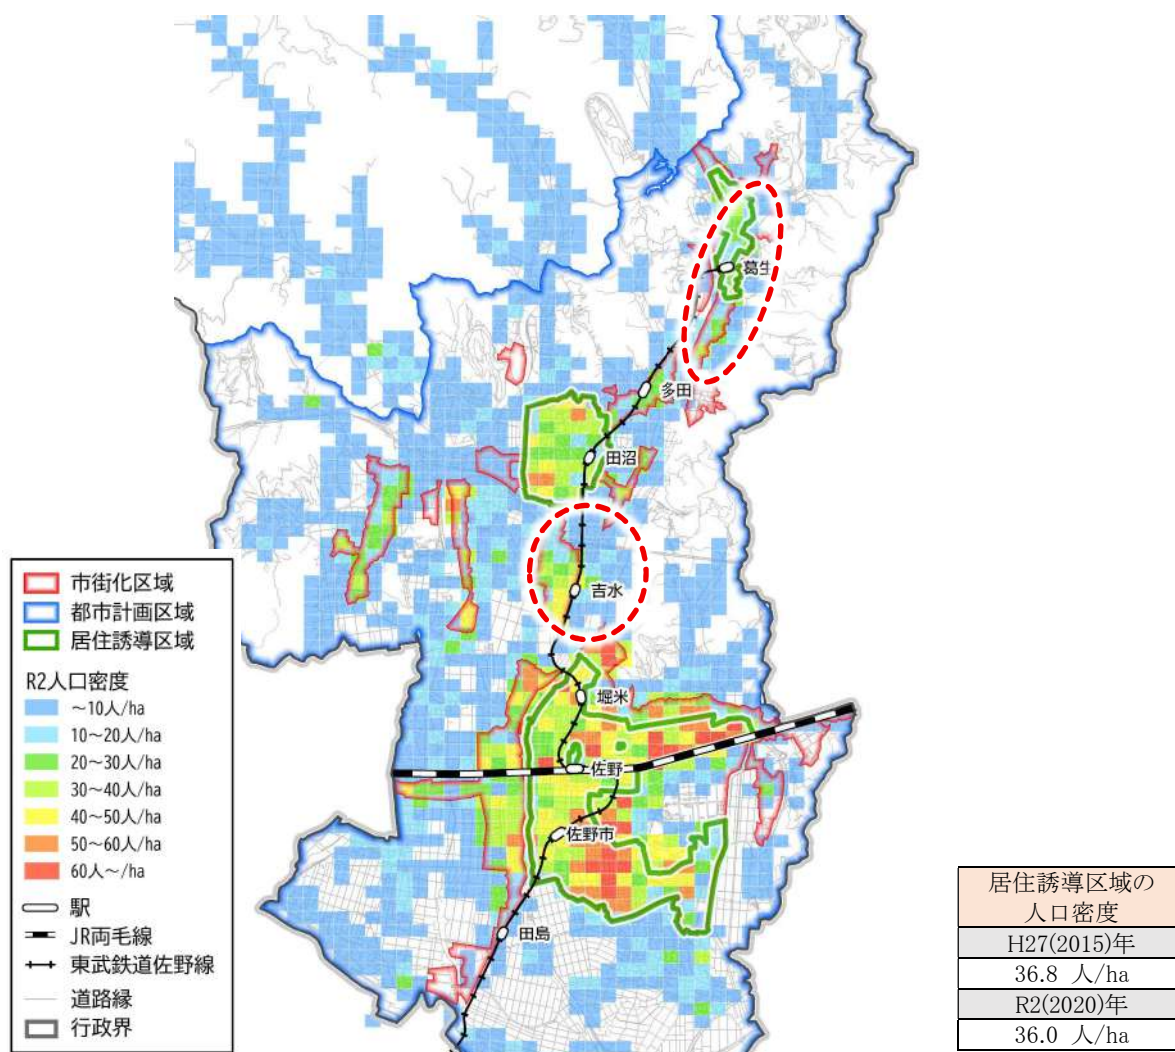 葛生
多田
田沼
吉水
堀米
佐野
佐野市
田島
市街化区域
都市計画区域
居住誘導区域
R2人口密度
～10人/ha
10～20人/ha
20～30人/ha
30～40人/ha
40～50人/ha
50～60人/ha
60人～/ha
駅
JR両毛線
東武鉄道佐野線
道路縁
行政界
居住誘導区域の
人口密度
H27(2015)年
36.8 人/ha
R2(2020)年
36.0 人/ha